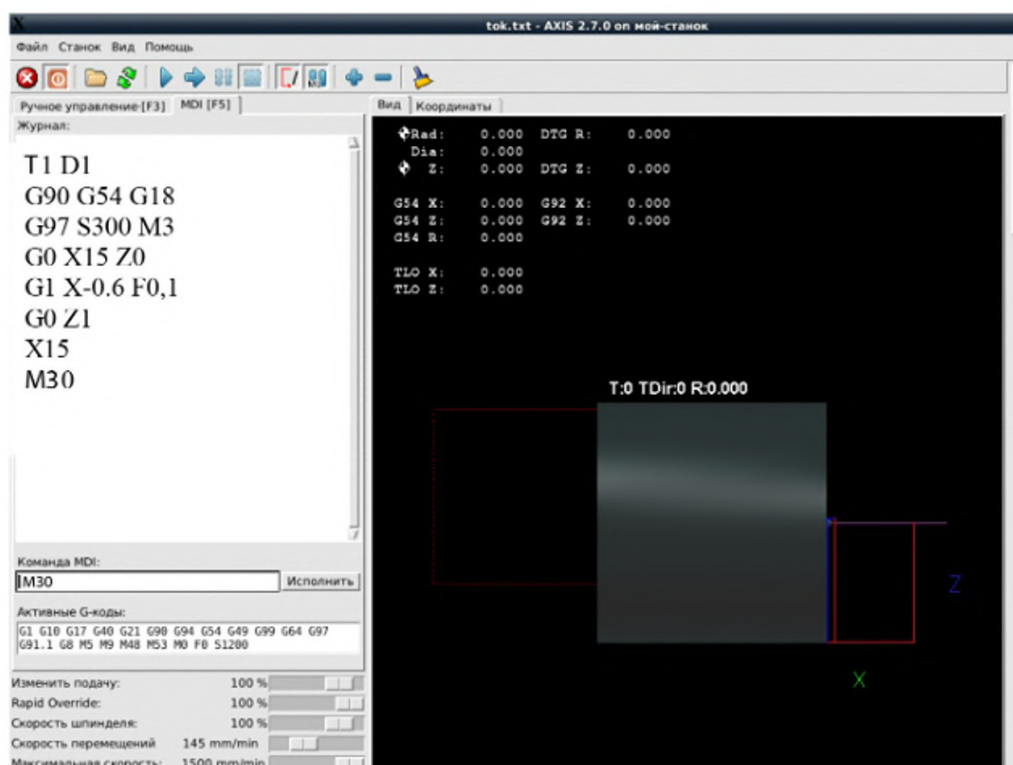 tok.txt - AXIS 2.7.0 on мой-станок
Файл Станок Вид Помощь
Ручное управление [F3] MDI [F5]
Журнал:
T1 D1
G90 G54 G18
G97 S300 M3
G0 X15 Z0
G1 X-0.6 F0,1
G0 Z1
X15
M30
Команда MDI:
M30 Исполнить
Активные G-коды:
G1 G10 G17 G40 G21 G90 G94 G54 G49 G99 G64 G97
G91.1 G8 M5 M9 M48 M53 M0 F0 S1200
Изменить подачу: 100 %
Rapid Override: 100 %
Скорость шпинделя: 100 %
Скорость перемещений 145 mm/min
Максимальная скорость: 1500 mm/min
Вид Координаты
Rad: 0.000 DTG R: 0.000
Dia: 0.000
Z: 0.000 DTG Z: 0.000
G54 X: 0.000 G92 X: 0.000
G54 Z: 0.000 G92 Z: 0.000
G54 R: 0.000
TLO X: 0.000
TLO Z: 0.000
T:0 TDir:0 R:0.000
Z
X